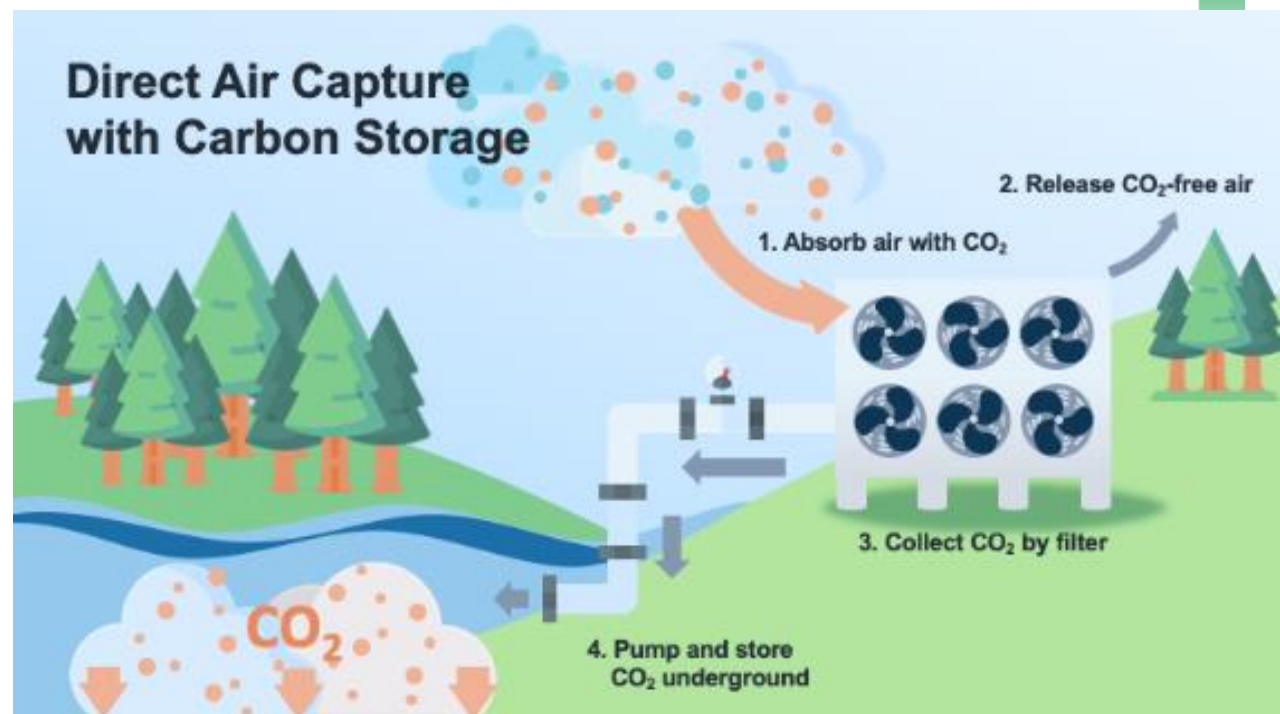 Direct Air Capture
with Carbon Storage
1. Absorb air with CO₂
2. Release CO₂-free air
3. Collect CO₂ by filter
4. Pump and store
CO₂ underground
CO₂